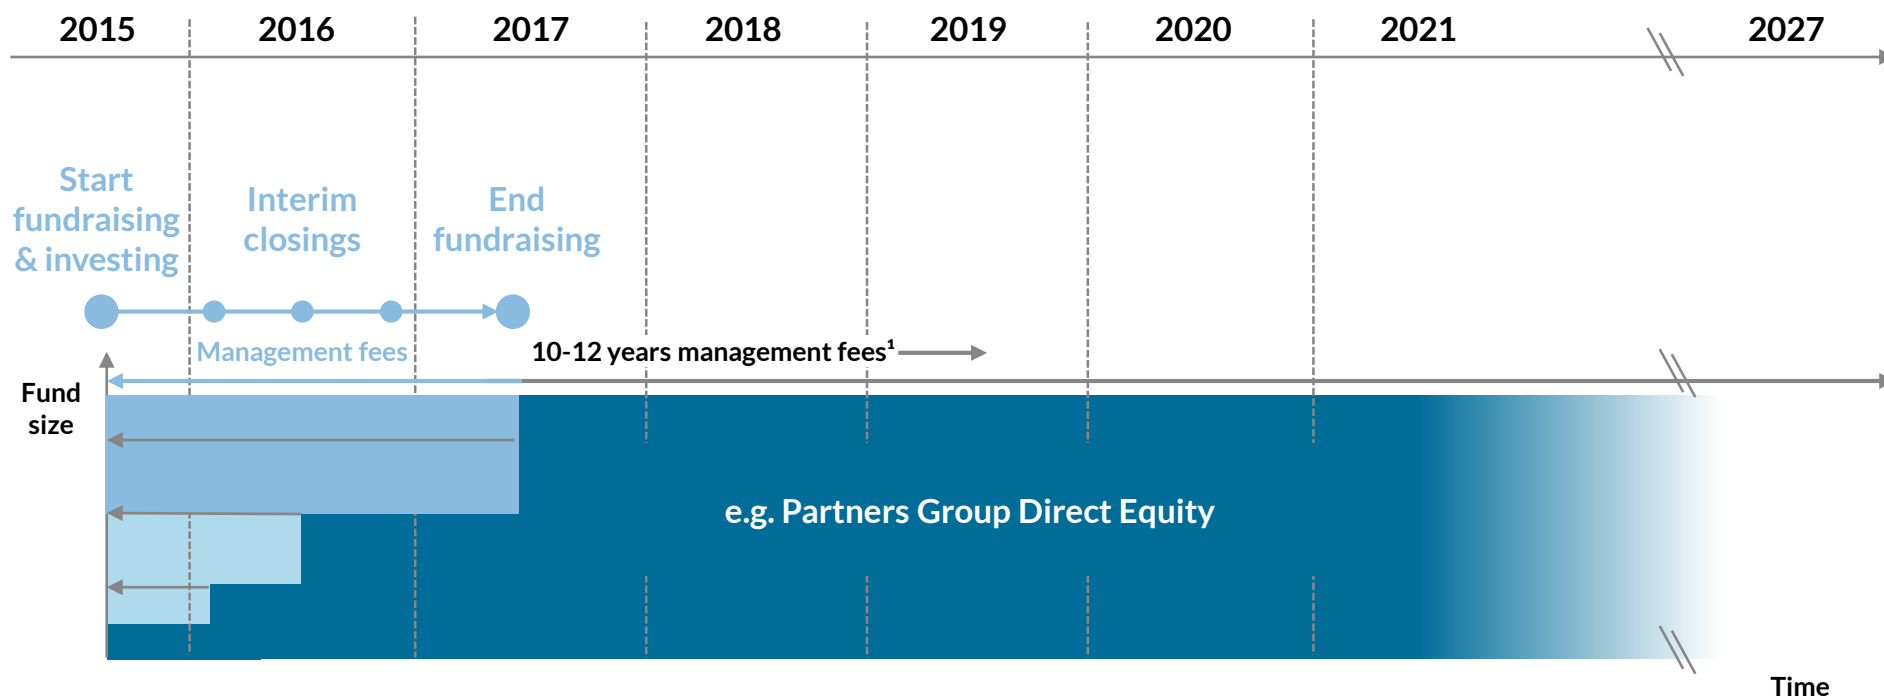 2015 2016 2017 2018 2019 2020 2021 2027
Start
fundraising
& investing
Interim
closings
End
fundraising
Management fees
10-12 years management fees¹
Fund
size
e.g. Partners Group Direct Equity
Time